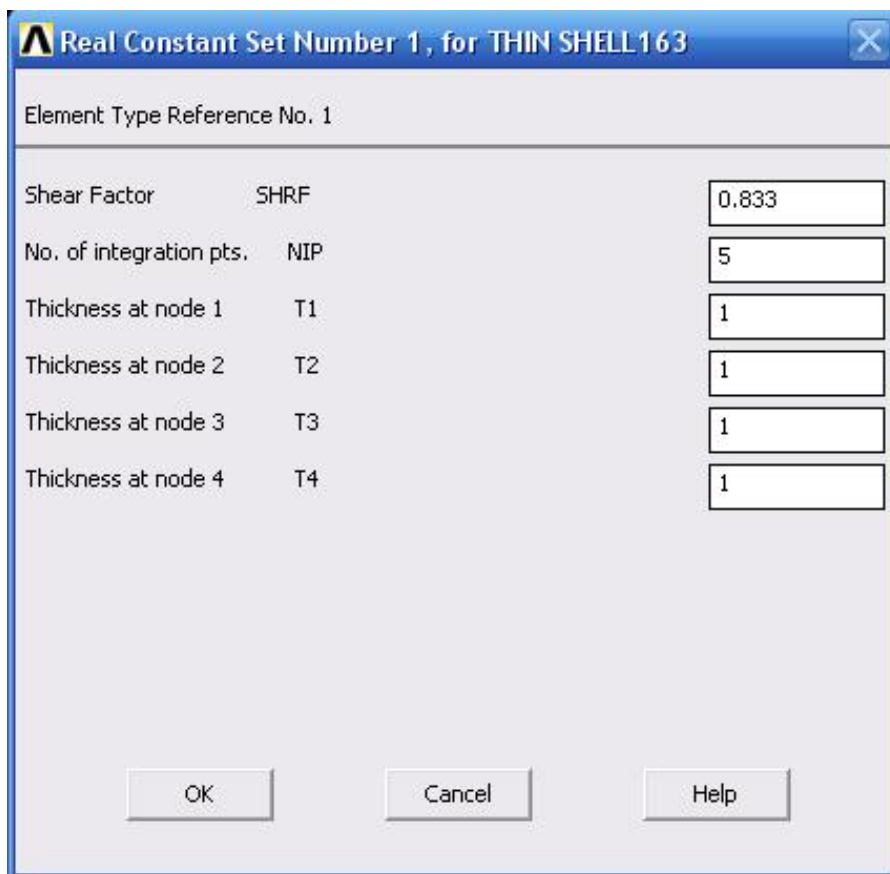 Real Constant Set Number 1, for THIN SHELL163
Element Type Reference No. 1
Shear Factor SHRF 0.833
No. of integration pts. NIP 5
Thickness at node 1 T1 1
Thickness at node 2 T2 1
Thickness at node 3 T3 1
Thickness at node 4 T4 1
OK Cancel Help